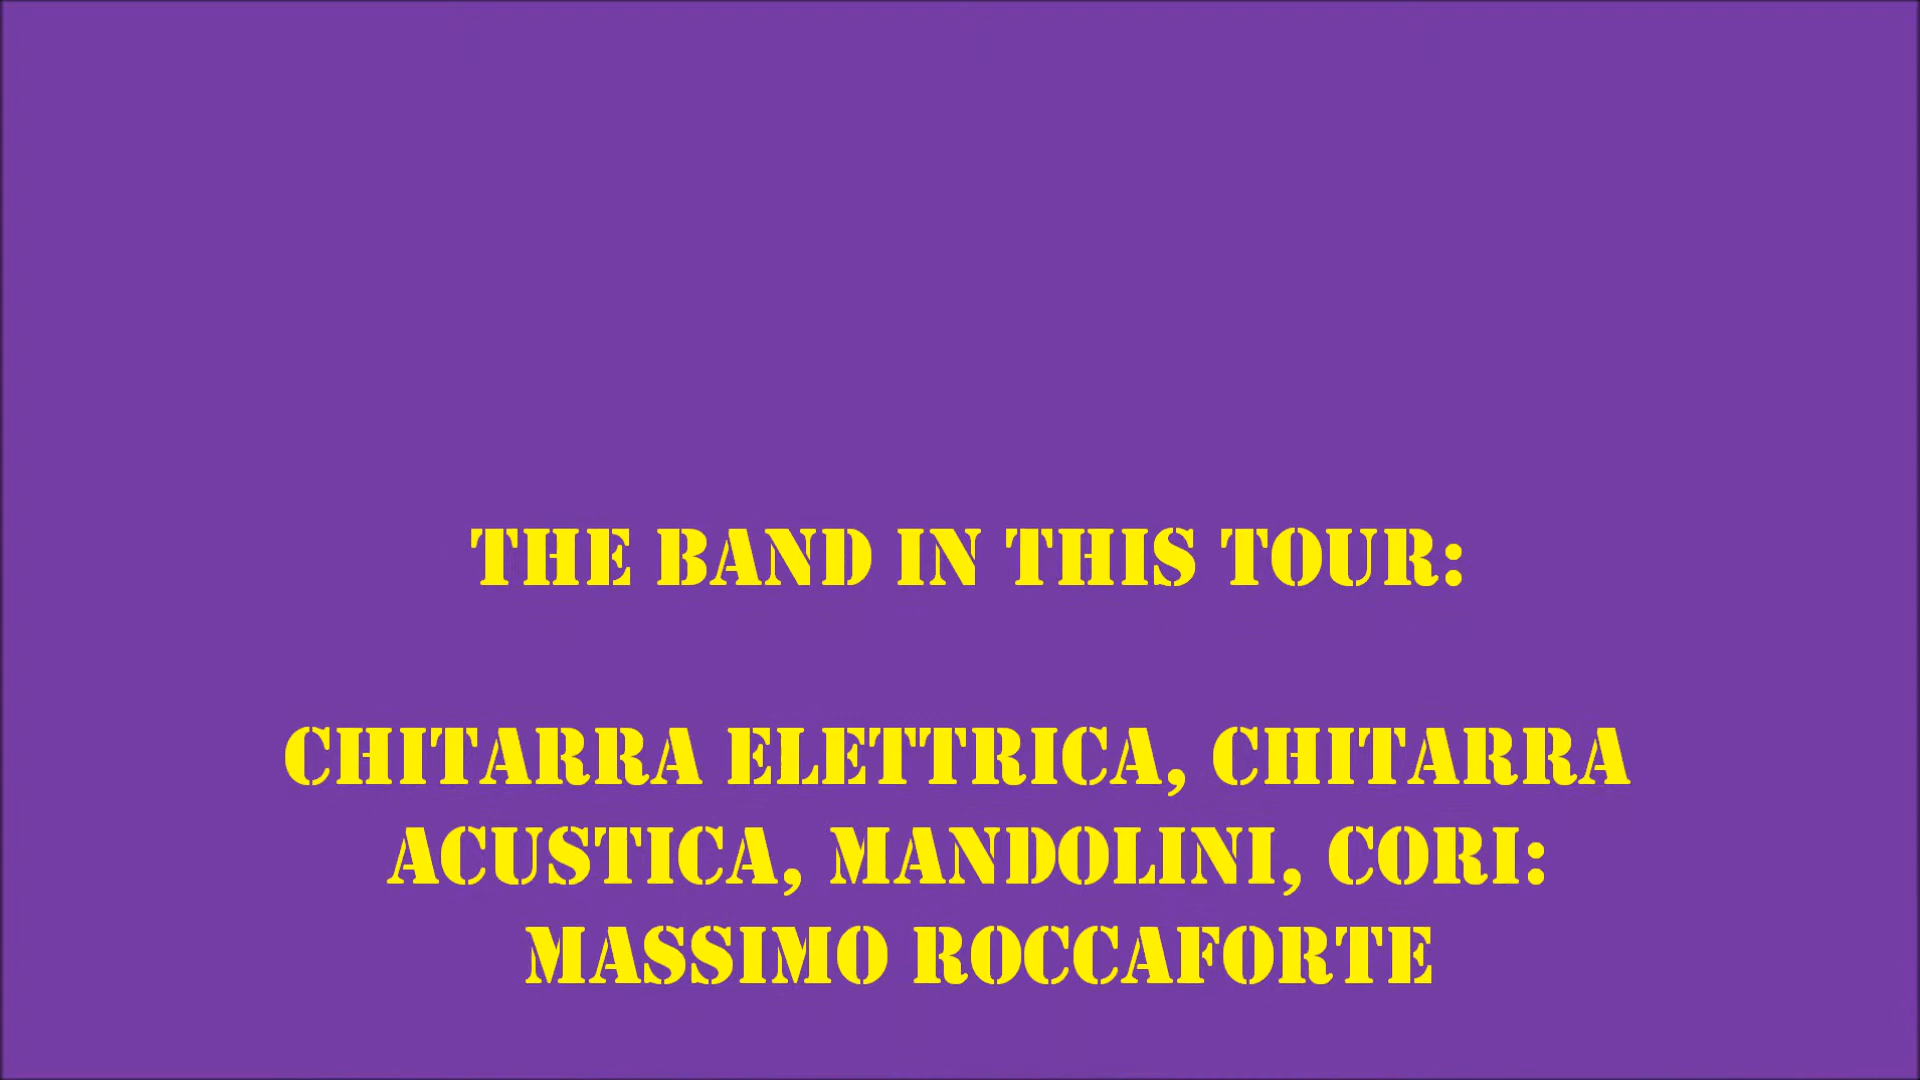 THE BAND IN THIS TOUR:
CHITARRA ELETTRICA, CHITARRA
ACUSTICA, MANDOLINI, CORI:
MASSIMO ROCCAFORTE